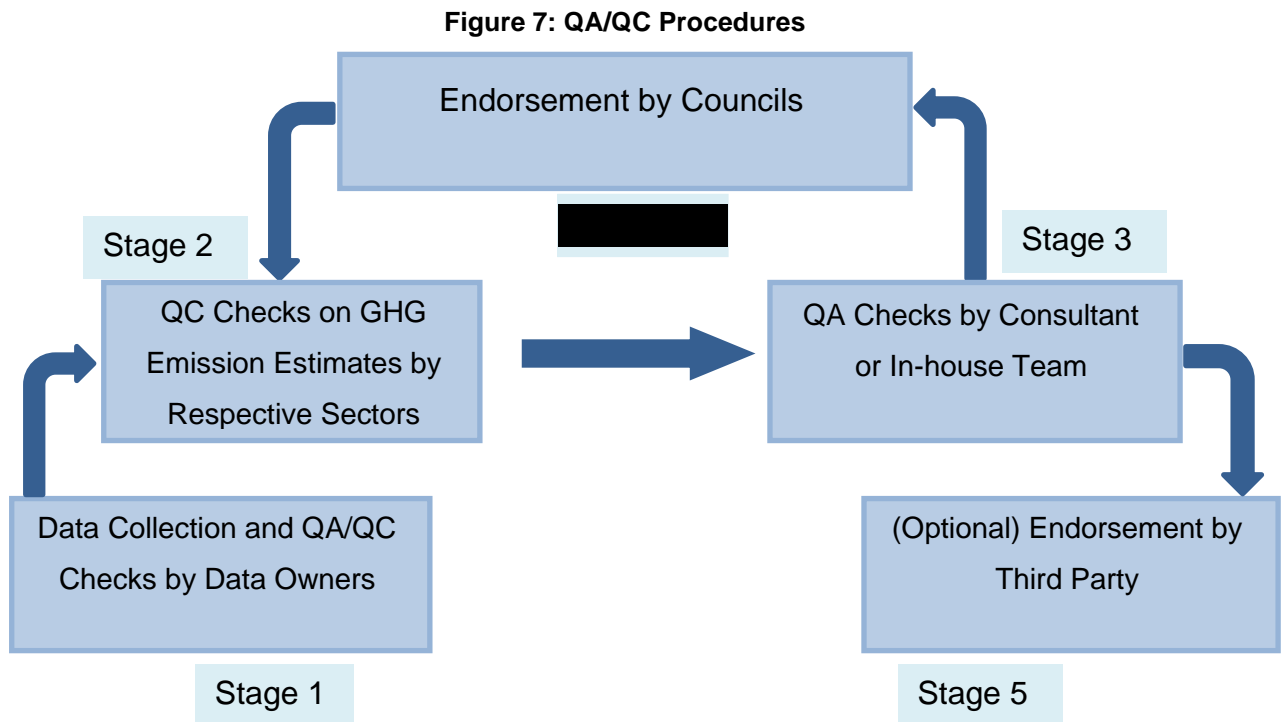 Figure 7: QA/QC Procedures
Endorsement by Councils
Stage 2
Stage 3
QC Checks on GHG
Emission Estimates by
Respective Sectors
QA Checks by Consultant
or In-house Team
Data Collection and QA/QC
Checks by Data Owners
(Optional) Endorsement by
Third Party
Stage 1
Stage 5